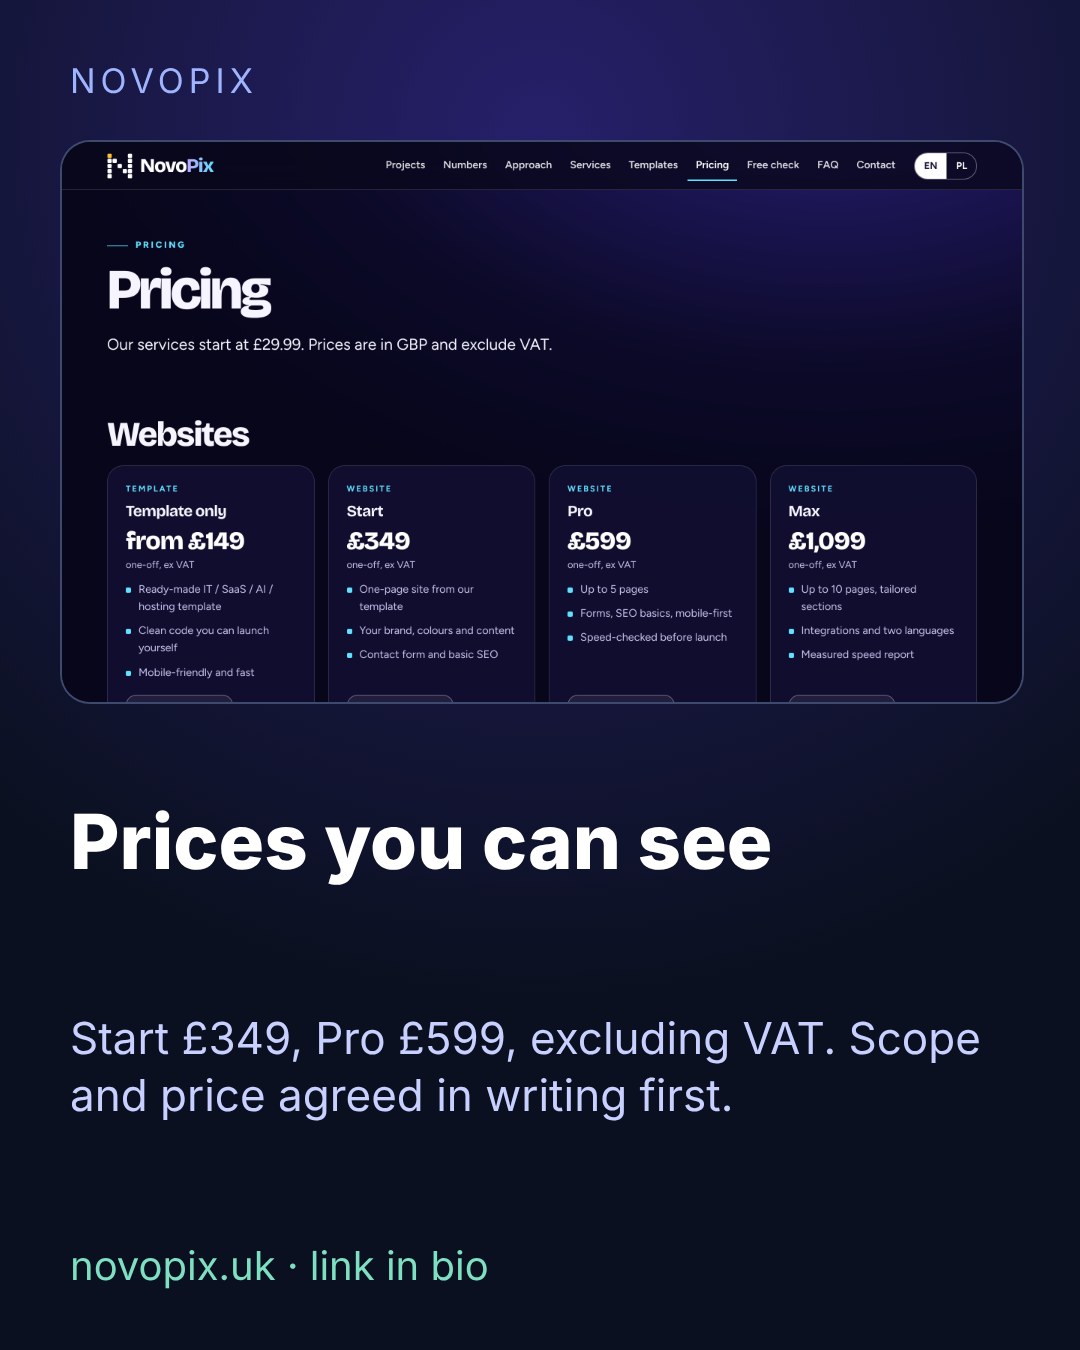 NOVOPIX
NovoPix
Projects Numbers Approach Services Templates Pricing Free check FAQ Contact EN PL
PRICING
Pricing
Our services start at £29.99. Prices are in GBP and exclude VAT.
Websites
TEMPLATE
Template only
from £149
one-off, ex VAT
Ready-made IT / SaaS / AI /
hosting template
Clean code you can launch
yourself
Mobile-friendly and fast
WEBSITE
Start
£349
one-off, ex VAT
One-page site from our
template
Your brand, colours and content
Contact form and basic SEO
WEBSITE
Pro
£599
one-off, ex VAT
Up to 5 pages
Forms, SEO basics, mobile-first
Speed-checked before launch
WEBSITE
Max
£1,099
one-off, ex VAT
Up to 10 pages, tailored
sections
Integrations and two languages
Measured speed report
Prices you can see
Start £349, Pro £599, excluding VAT. Scope
and price agreed in writing first.
novopix.uk · link in bio